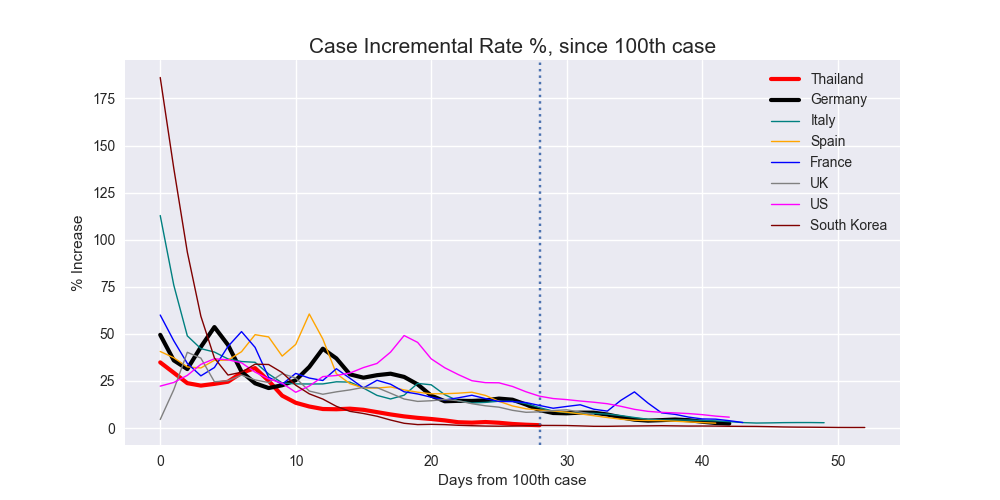 Case Incremental Rate %, since 100th case
Thailand
Germany
Italy
Spain
France
UK
US
South Korea
% Increase
175
150
125
100
75
50
25
0
0 10 20 30 40 50
Days from 100th case